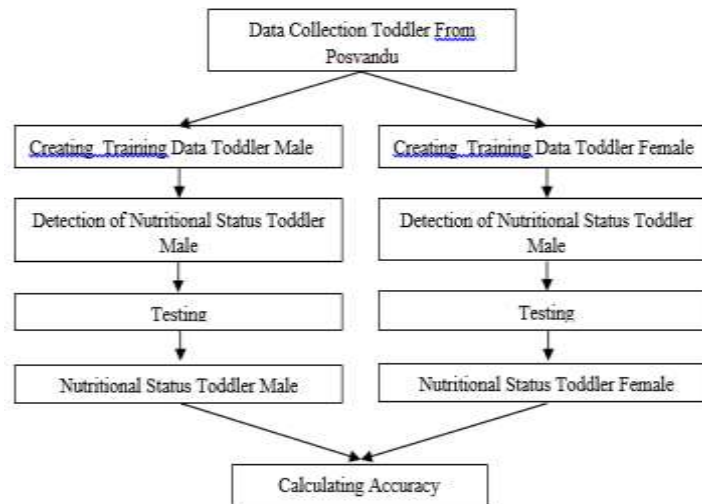 Data Collection Toddler From
Posyandu
Creating Training Data Toddler Male
Creating Training Data Toddler Female
Detection of Nutritional Status Toddler
Male
Detection of Nutritional Status Toddler
Male
Testing
Testing
Nutritional Status Toddler Male
Nutritional Status Toddler Female
Calculating Accuracy